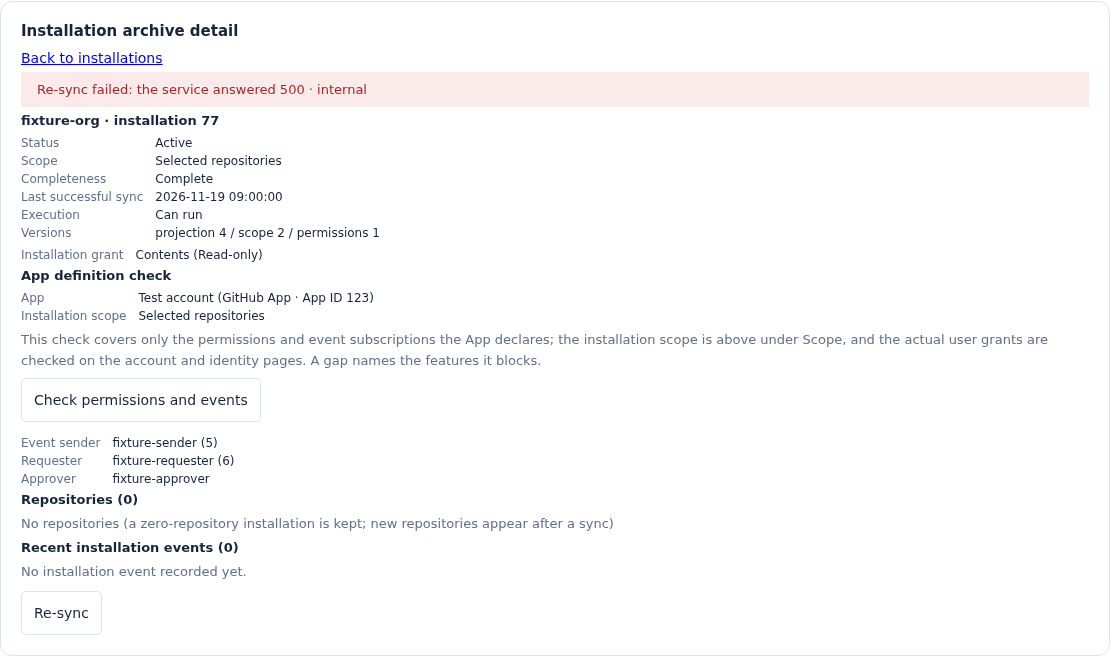 Installation archive detail
Back to installations
Re-sync failed: the service answered 500 · internal
fixture-org · installation 77
Status Active
Scope Selected repositories
Completeness Complete
Last successful sync 2026-11-19 09:00:00
Execution Can run
Versions projection 4 / scope 2 / permissions 1
Installation grant Contents (Read-only)
App definition check
App Test account (GitHub App · App ID 123)
Installation scope Selected repositories
This check covers only the permissions and event subscriptions the App declares; the installation scope is above under Scope, and the actual user grants are
checked on the account and identity pages. A gap names the features it blocks.
Check permissions and events
Event sender fixture-sender (5)
Requester fixture-requester (6)
Approver fixture-approver
Repositories (0)
No repositories (a zero-repository installation is kept; new repositories appear after a sync)
Recent installation events (0)
No installation event recorded yet.
Re-sync